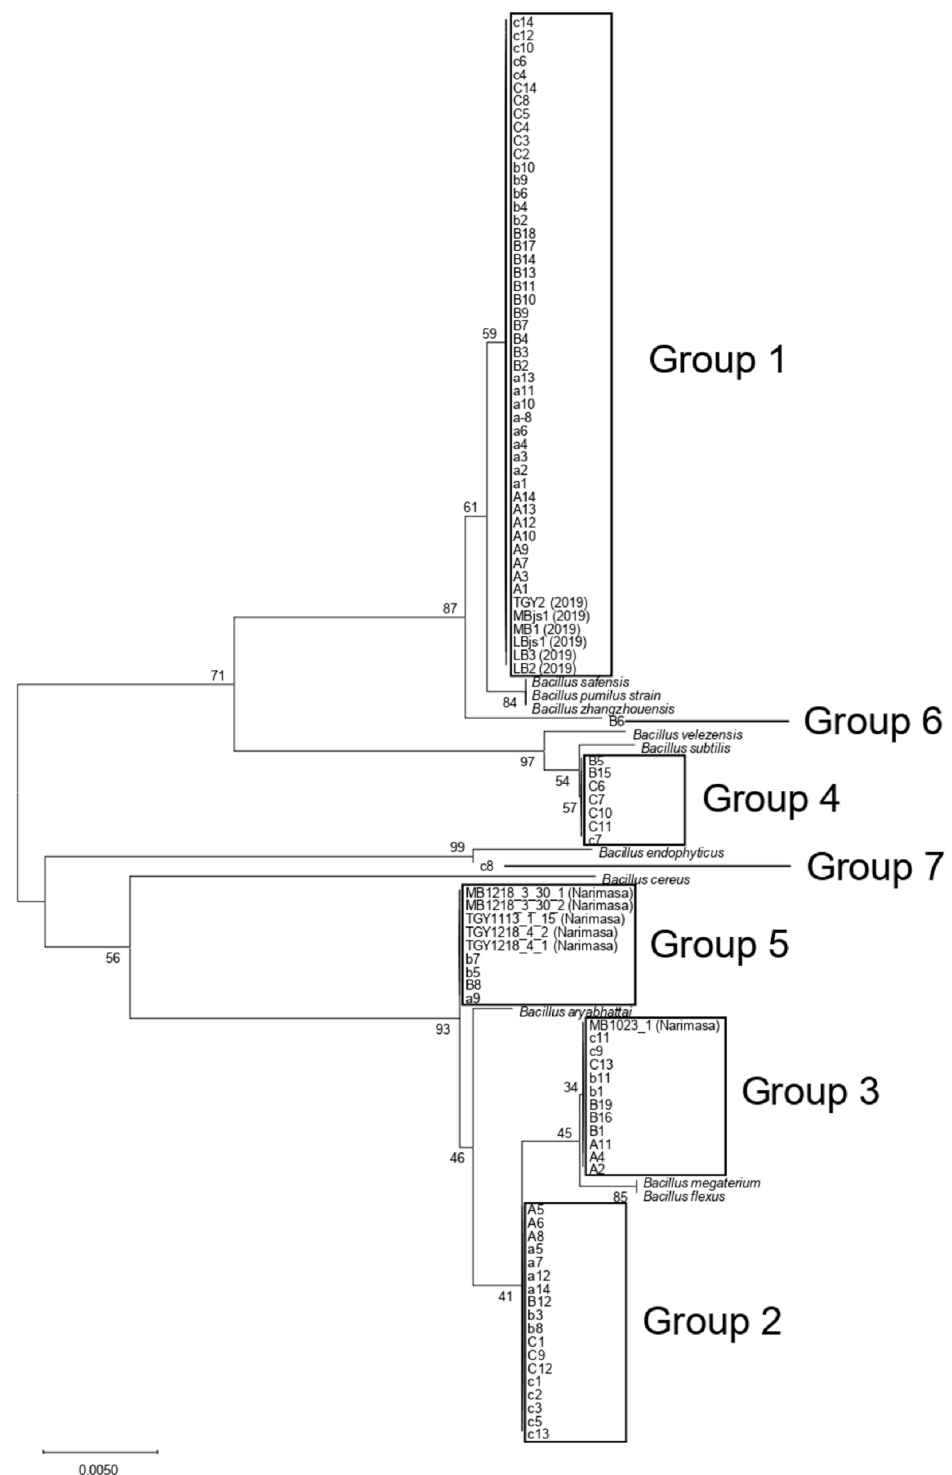 c14
c12
c10
c6
c4
C14
C8
C5
C4
C3
C2
b10
b9
b6
b4
b2
B18
B17
B14
B13
B11
B10
B9
B7
B4
59
B3
B2
Group 1
a13
a11
a10
a-8
a6
a4
a3
a2
a1
A14
61
A13
A12
A10
A9
A7
A3
A1
TGY2 (2019)
87
MBjs1 (2019)
MB1 (2019)
LBjs1 (2019)
LB3 (2019)
LB2 (2019)
71
Bacillus safensis
Bacillus pumilus strain
84
Bacillus zhangzhouensis
B6
Group 6
Bacillus velezensis
Bacillus subtilis
97
B5
B15
54
C6
C7
Group 4
57
C10
C11
c7
99
Bacillus endophyticus
c8
Group 7
Bacillus cereus
MB1218_3_30_1 (Narimasa)
MB1218_3_30_2 (Narimasa)
TGY1113_1_15 (Narimasa)
TGY1218_4_2 (Narimasa)
TGY1218_4_1 (Narimasa)
Group 5
56
b7
b5
B8
a9
Bacillus aryabhattai
93
MB1023_1 (Narimasa)
c11
c9
C13
b11
34
b1
Group 3
B19
B16
45
B1
A11
46
A4
A2
Bacillus megaterium
85
Bacillus flexus
A5
A6
A8
a5
a7
a12
a14
41
B12
b3
b8
Group 2
C1
C9
C12
c1
c2
c3
c5
c13
0.0050